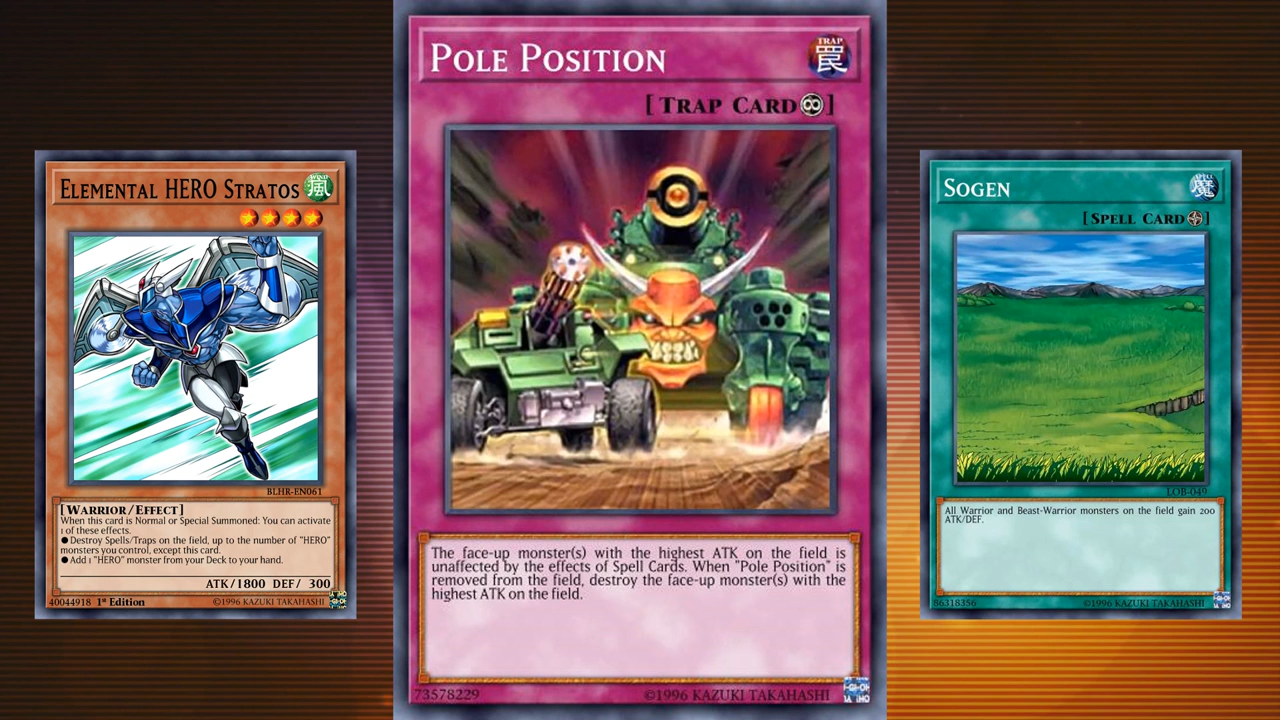 ELEMENTAL HERO STRATOS
WIND
風
BLHR-EN061
[WARRIOR/EFFECT]
When this card is Normal or Special Summoned: You can activate
1 of these effects.
●Destroy Spells/Traps on the field, up to the number of "HERO"
monsters you control, except this card.
●Add 1 "HERO" monster from your Deck to your hand.
ATK/1800 DEF/ 300
40044918 1st Edition ©1996 KAZUKI TAKAHASHI
POLE POSITION
TRAP
罠
[TRAP CARD]
The face-up monster(s) with the highest ATK on the field is
unaffected by the effects of Spell Cards. When "Pole Position" is
removed from the field, destroy the face-up monster(s) with the
highest ATK on the field.
73578229 ©1996 KAZUKI TAKAHASHI
SOGEN
SPELL
魔
[SPELL CARD]
LOB-049
All Warrior and Beast-Warrior monsters on the field gain 200
ATK/DEF.
86318356 ©1996 KAZUKI TAKAHASHI